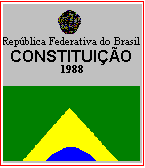 República Federativa do Brasil
CONSTITUIÇÃO
1988